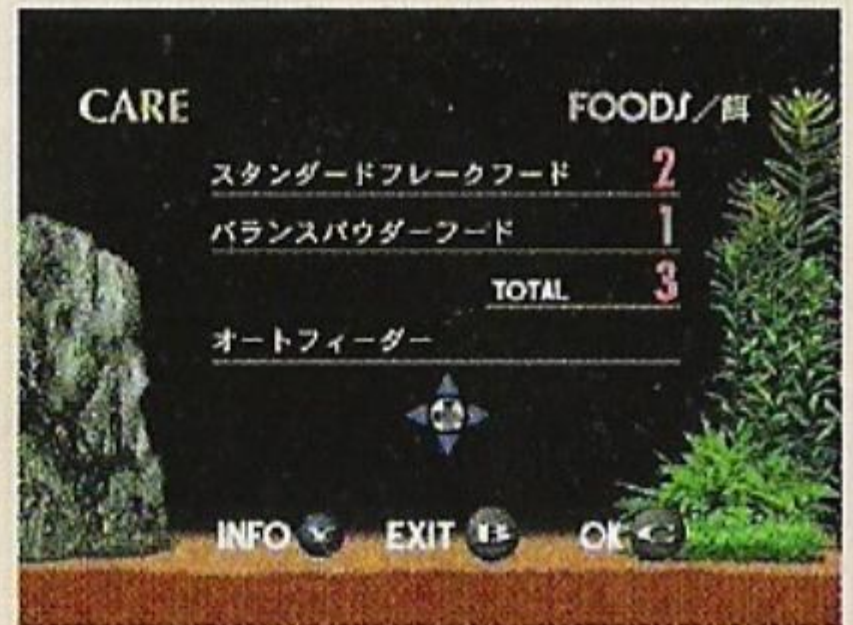 CARE FOODS/餌
スタンダードフレークフード 2
バランスパウダーフード 1
TOTAL 3
オートフィーダー
INFO Y EXIT B OK C